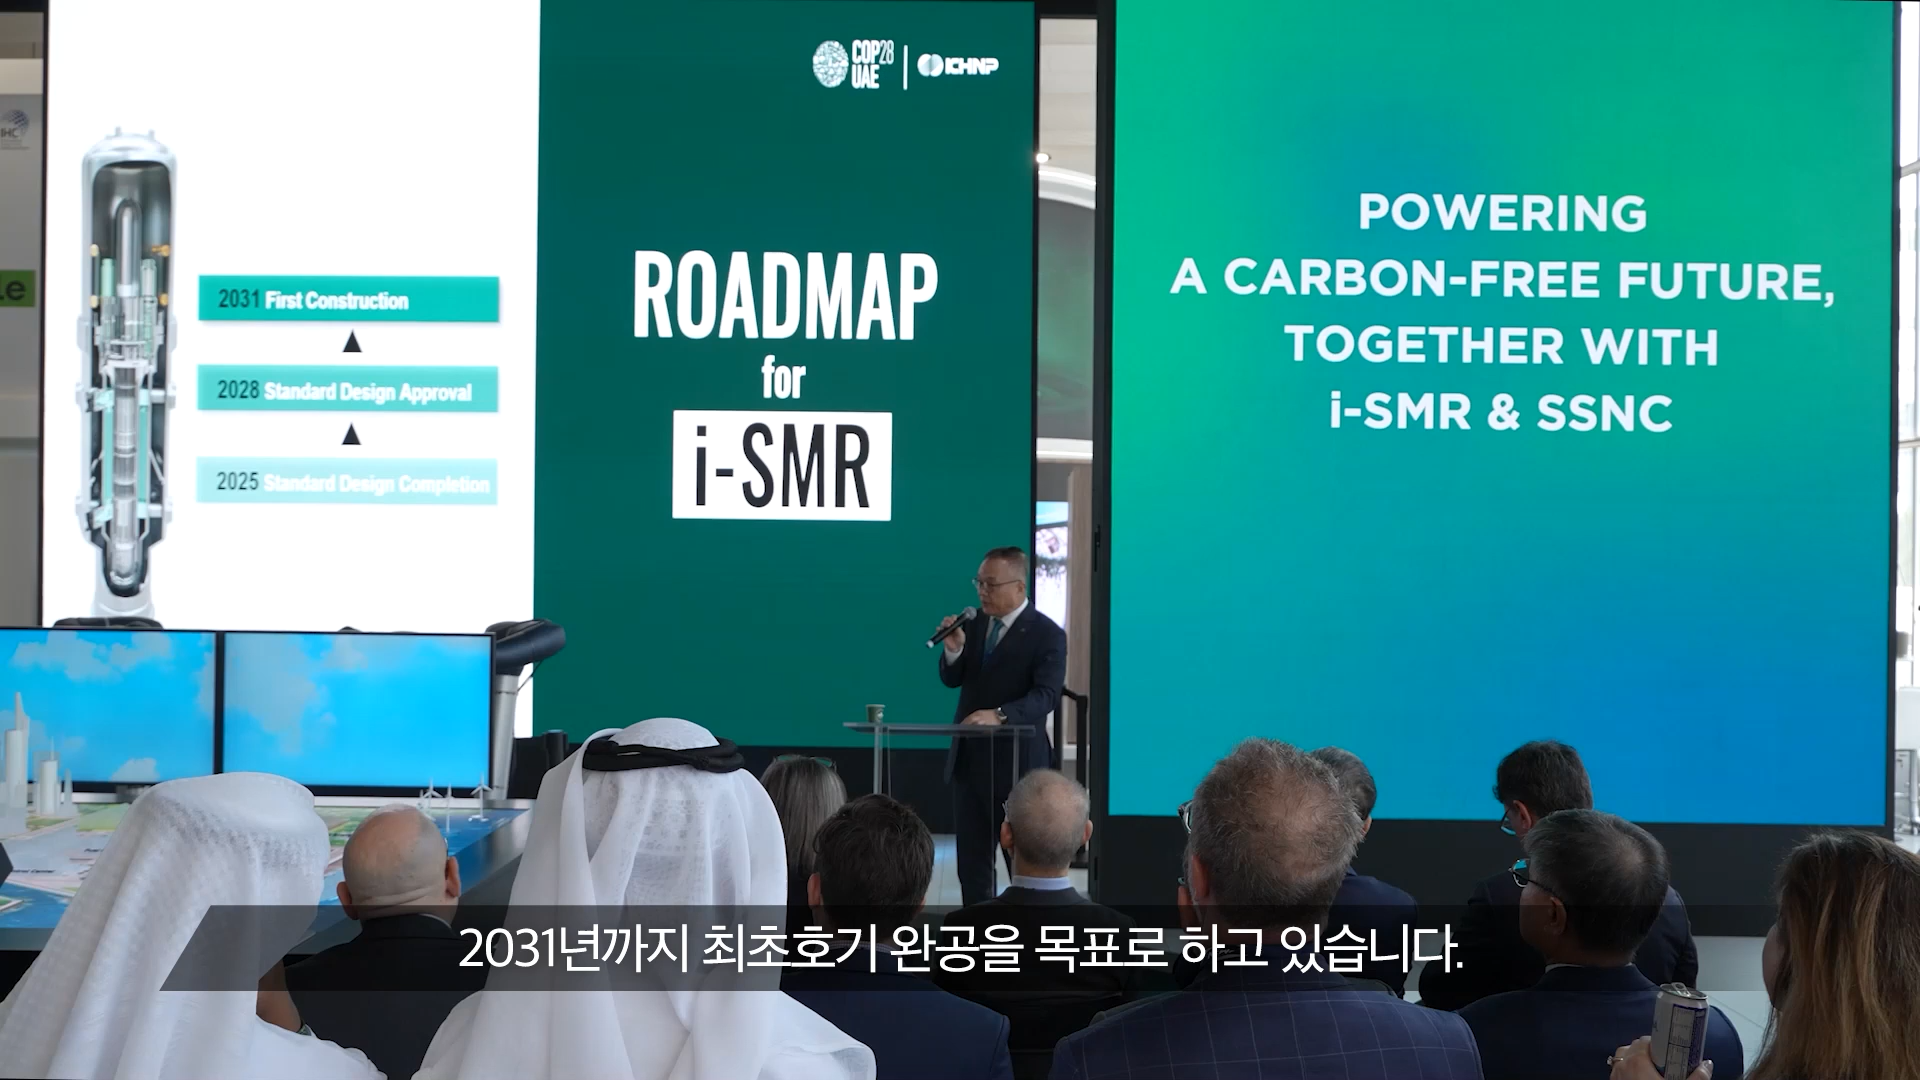 IHC
le
COP28
UAE
KHNP
2031 First Construction
2028 Standard Design Approval
2025 Standard Design Completion
ROADMAP
for
i-SMR
POWERING
A CARBON-FREE FUTURE,
TOGETHER WITH
i-SMR & SSNC
2031년까지 최초호기 완공을 목표로 하고 있습니다.